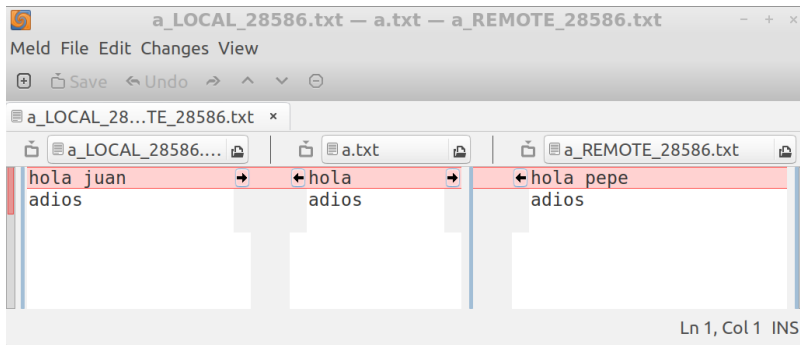 a_LOCAL_28586.txt — a.txt — a_REMOTE_28586.txt
Meld File Edit Changes View
Save Undo
a_LOCAL_28...TE_28586.txt
a_LOCAL_28586.... a.txt a_REMOTE_28586.txt
hola juan hola hola pepe
adios adios adios
Ln 1, Col 1 INS